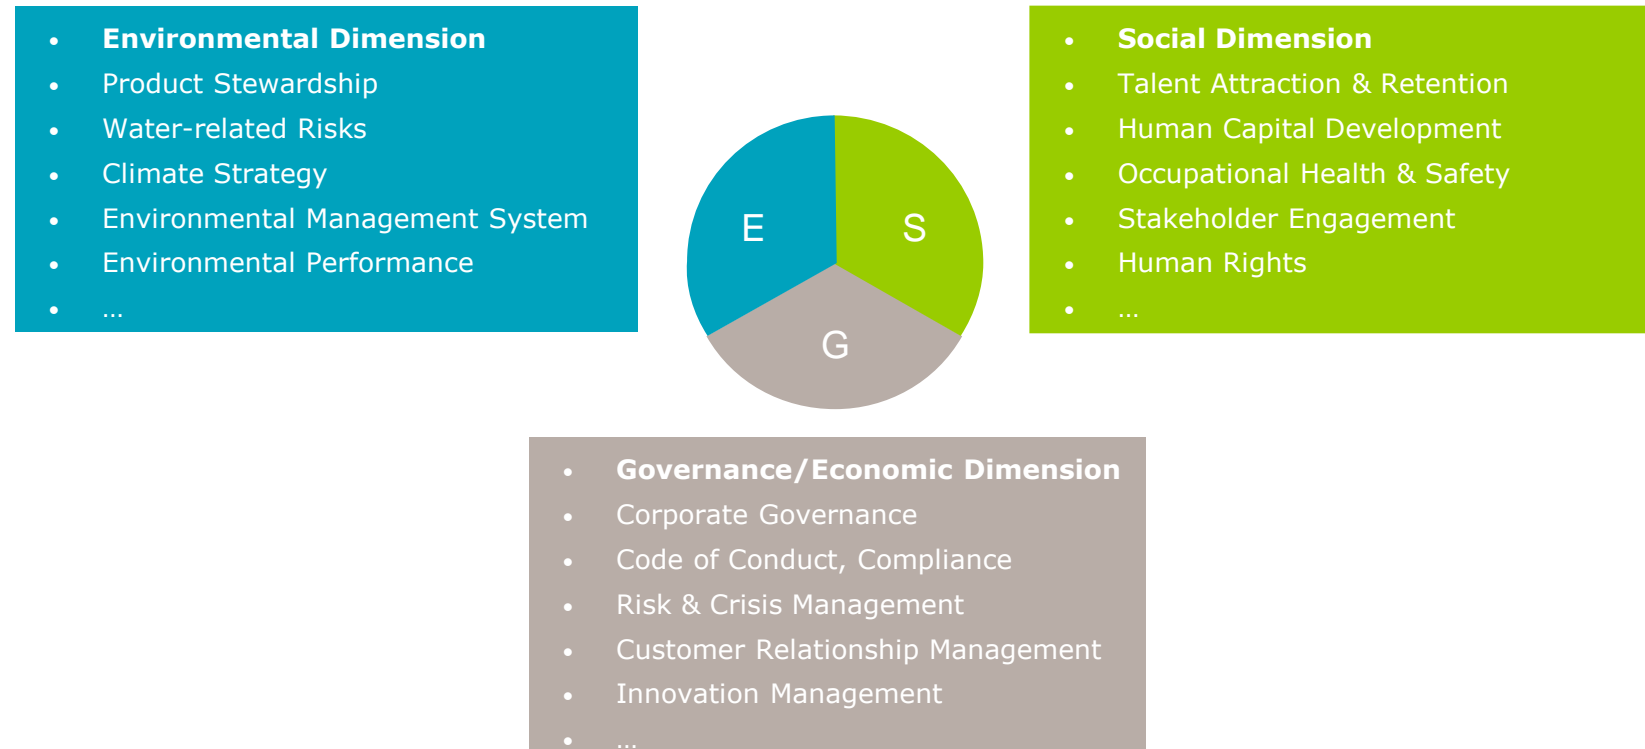 • Environmental Dimension
• Product Stewardship
• Water-related Risks
• Climate Strategy
• Environmental Management System
• Environmental Performance
• …
• Social Dimension
• Talent Attraction & Retention
• Human Capital Development
• Occupational Health & Safety
• Stakeholder Engagement
• Human Rights
• …
E
S
G
• Governance/Economic Dimension
• Corporate Governance
• Code of Conduct, Compliance
• Risk & Crisis Management
• Customer Relationship Management
• Innovation Management
• …